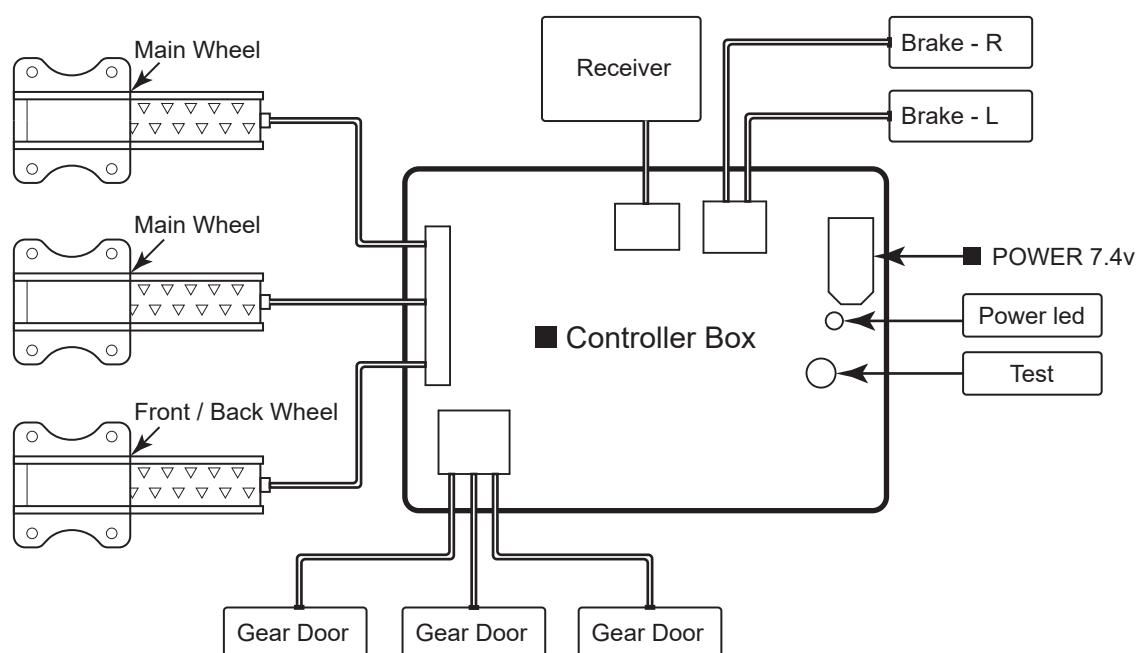 Main Wheel
Receiver
Brake - R
Brake - L
Main Wheel
■ POWER 7.4v
Power led
■ Controller Box
Test
Front / Back Wheel
Gear Door
Gear Door
Gear Door